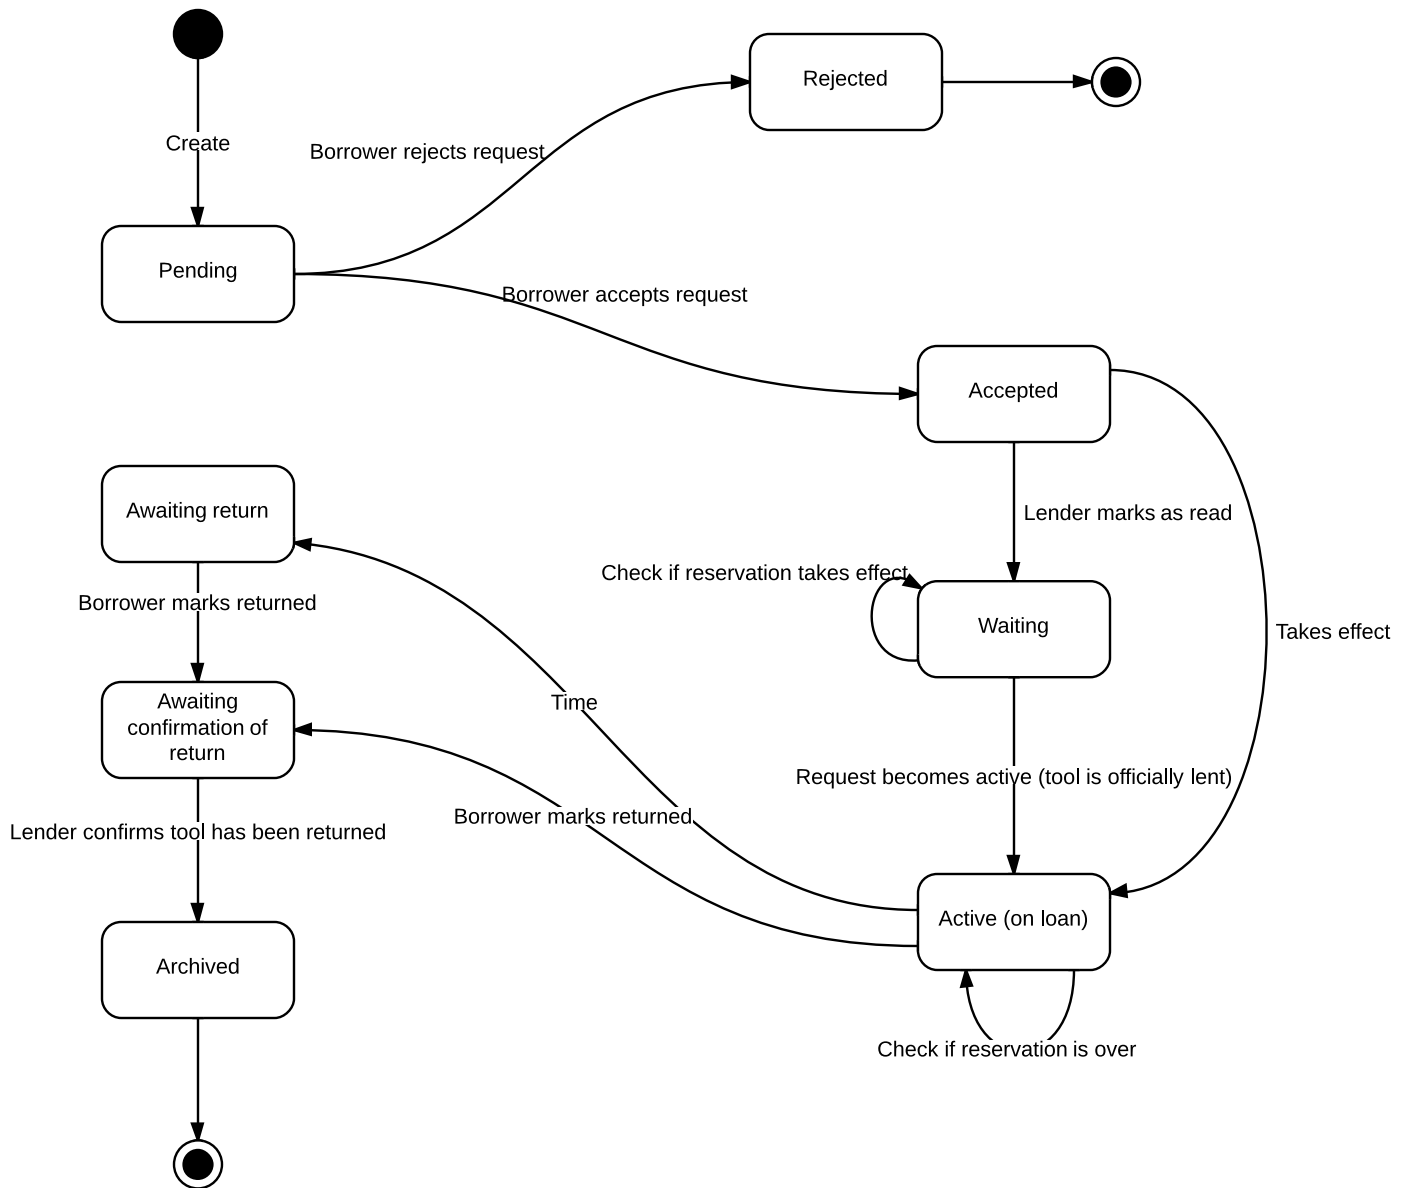 Rejected
Create
Borrower rejects request
Pending
Borrower accepts request
Accepted
Awaiting return
Lender marks as read
Check if reservation takes effect
Borrower marks returned
Waiting
Takes effect
Awaiting
confirmation of
return
Time
Request becomes active (tool is officially lent)
Borrower marks returned
Lender confirms tool has been returned
Active (on loan)
Archived
Check if reservation is over